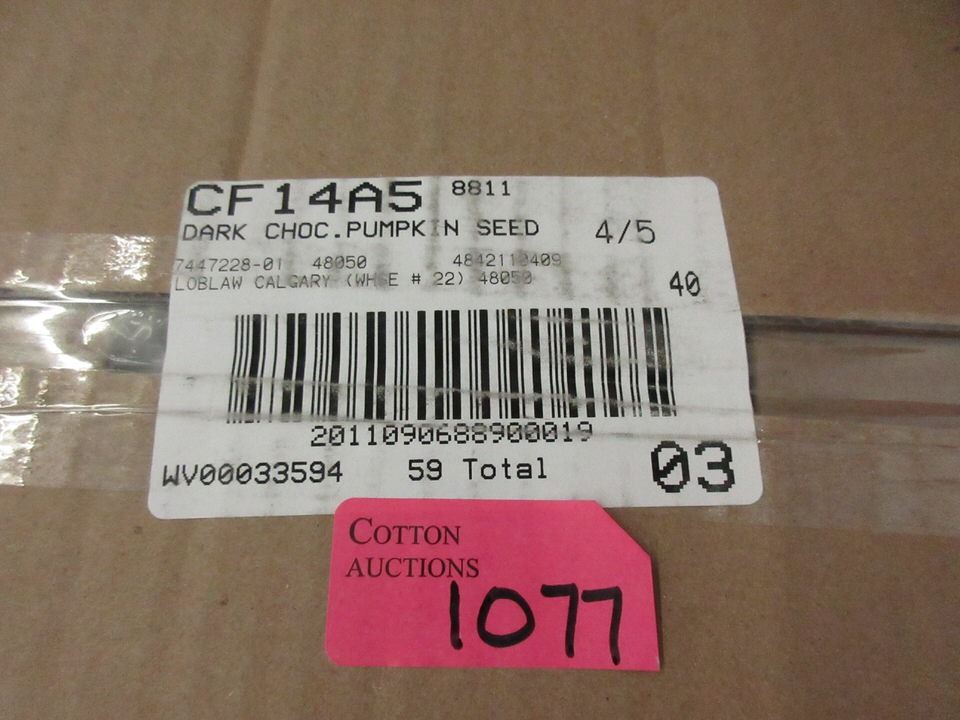 CF14A5 8811
DARK CHOC.PUMPKIN SEED 4/5
7447228-01 48050 4842110409
LOBLAW CALGARY (WHSE # 22) 48050
40
2011090688900019
WV00033594 59 Total 03
COTTON
AUCTIONS
1077